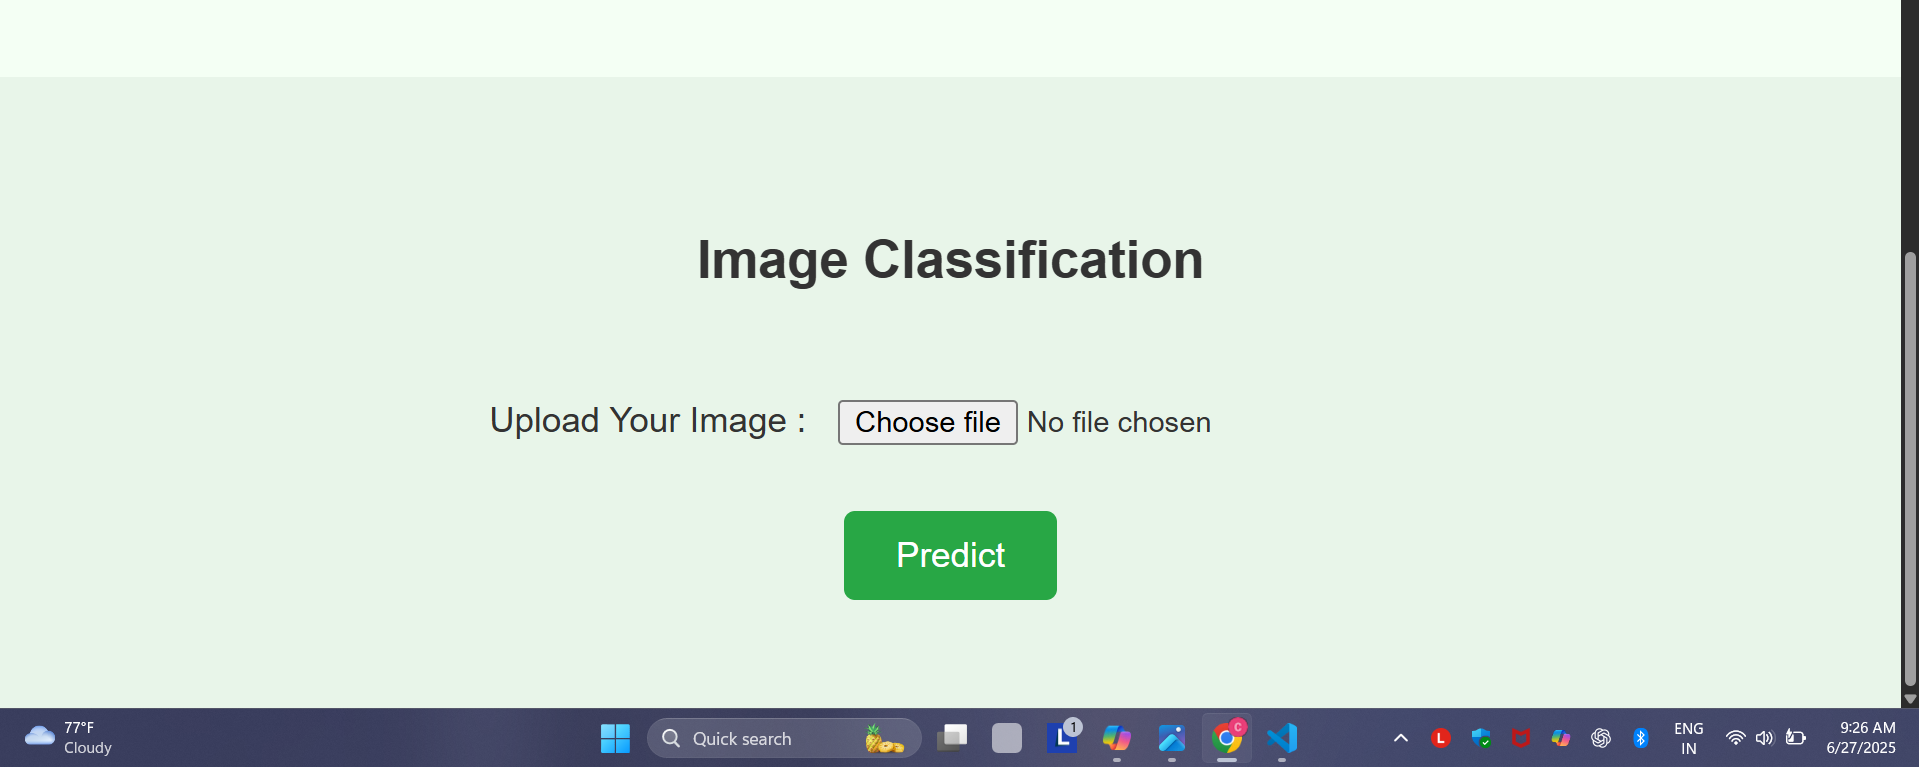 Image Classification
Upload Your Image : Choose file No file chosen
Predict
77°F
Cloudy
Quick search
L 1
C
L
ENG
IN
9:26 AM
6/27/2025